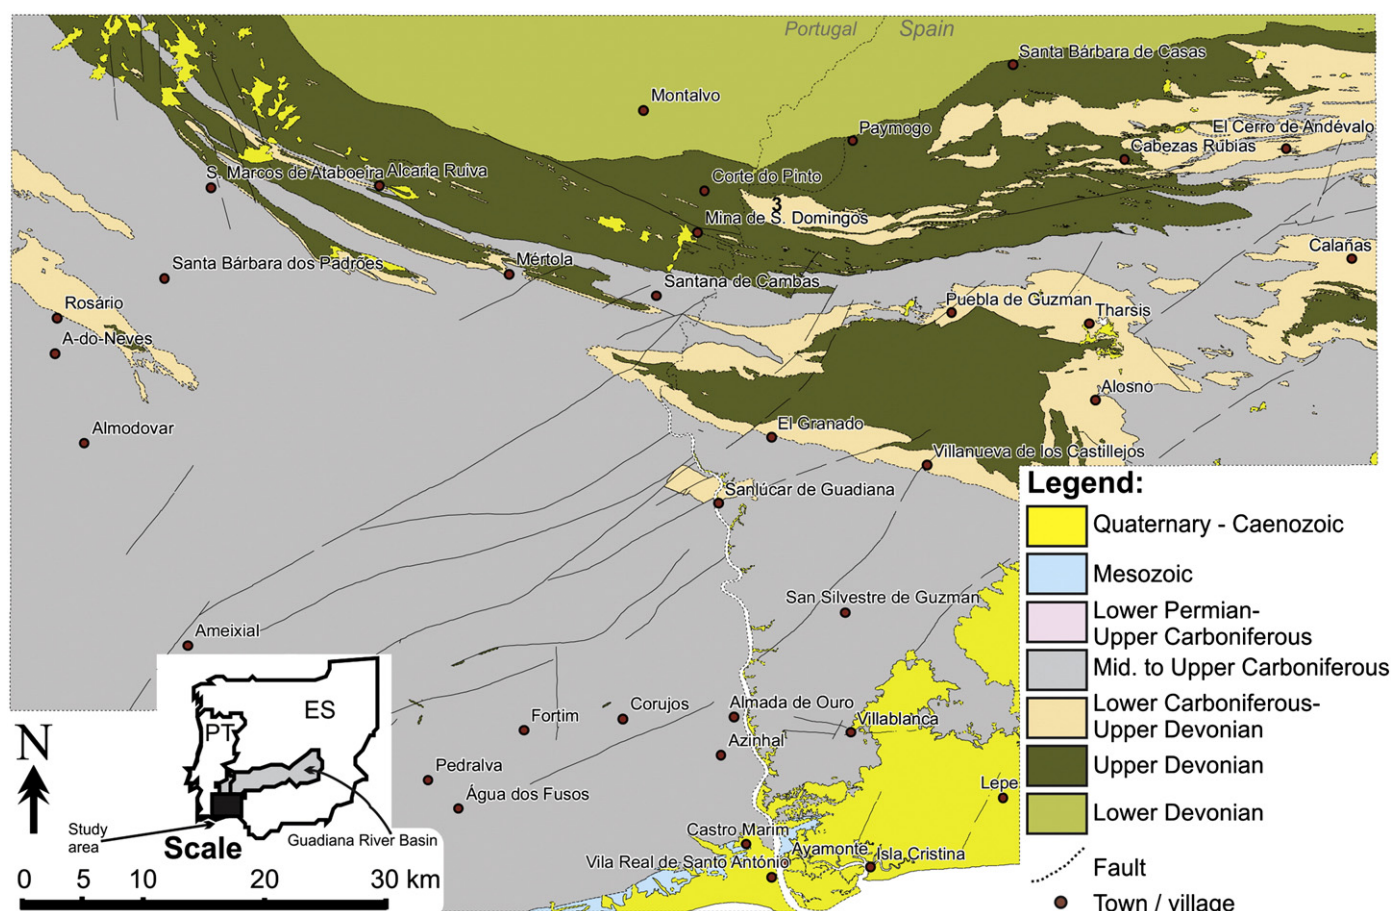 Portugal
Spain
Santa Bárbara de Casas
Montalvo
Paymogo
El Cerro de Andévalo
Cabezas Rubias
S. Marcos de Ataboeira
Alcaria Ruiva
Corte do Pinto
3
Mina de S. Domingos
Calañas
Santa Bárbara dos Padrões
Mértola
Santana de Cambas
Rosário
Puebla de Guzman
Tharsis
A-do-Neves
Alosno
Almodovar
El Granado
Villanueva de los Castillejos
Sanlúcar de Guadiana
San Silvestre de Guzman
Ameixial
Fortim
Corujos
Almada de Ouro
Villablanca
Azinhal
Pedralva
Água dos Fusos
Lepe
Castro Marim
Ayamonte
Isla Cristina
Vila Real de Santo António
Legend:
Quaternary - Caenozoic
Mesozoic
Lower Permian-
Upper Carboniferous
Mid. to Upper Carboniferous
Lower Carboniferous-
Upper Devonian
Upper Devonian
Lower Devonian
Fault
Town / village
N
ES
PT
Study
area
Guadiana River Basin
Scale
0 5 10 20 30 km